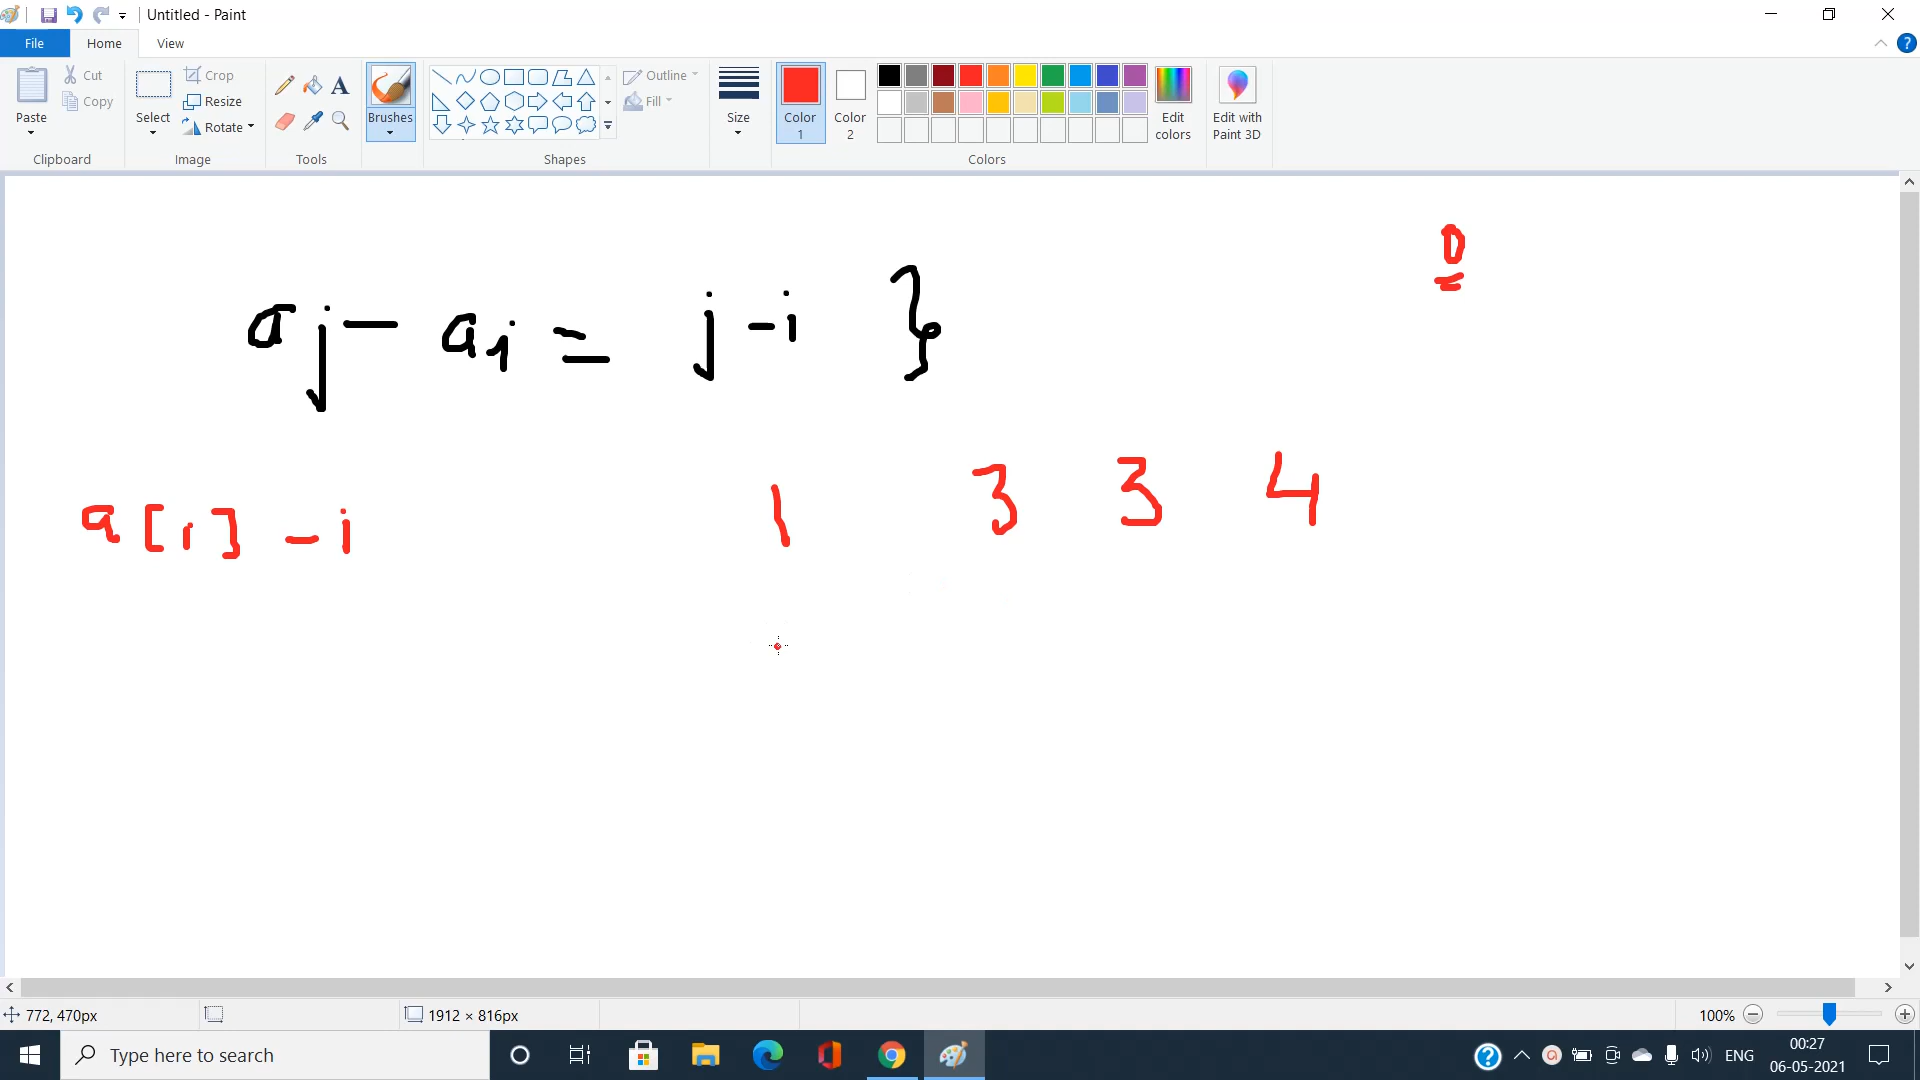 Untitled - Paint
File Home View
Cut
Copy
Paste
Clipboard
Crop
Resize
Rotate
Select
Image
Tools
Brushes
Outline
Fill
Shapes
Size
Color 1
Color 2
Edit colors
Edit with Paint 3D
Colors
0
aj - ai = j - i }
a[i] - i 1 3 3 4
772, 470px
1912 × 816px
100%
Type here to search
ENG
00:27
06-05-2021